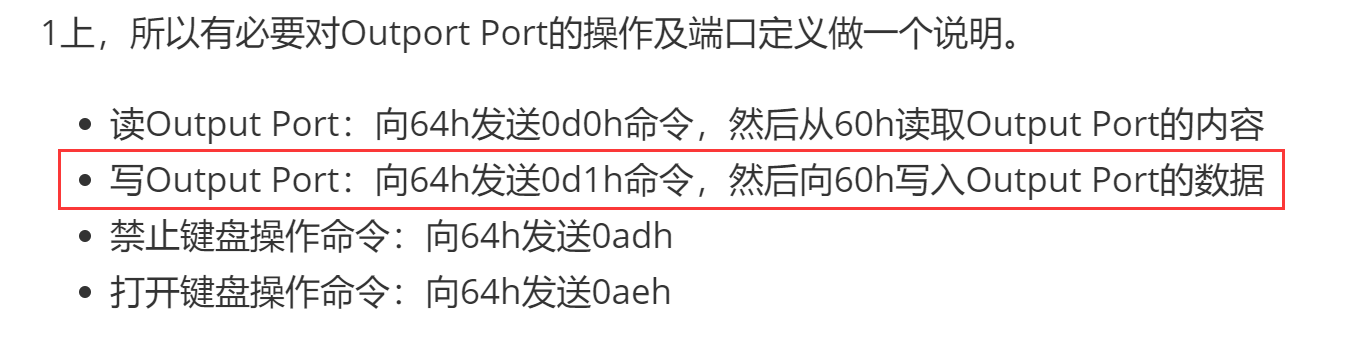 1上，所以有必要对Outport Port的操作及端口定义做一个说明。
• 读Output Port：向64h发送0d0h命令，然后从60h读取Output Port的内容
• 写Output Port：向64h发送0d1h命令，然后向60h写入Output Port的数据
• 禁止键盘操作命令：向64h发送0adh
• 打开键盘操作命令：向64h发送0aeh